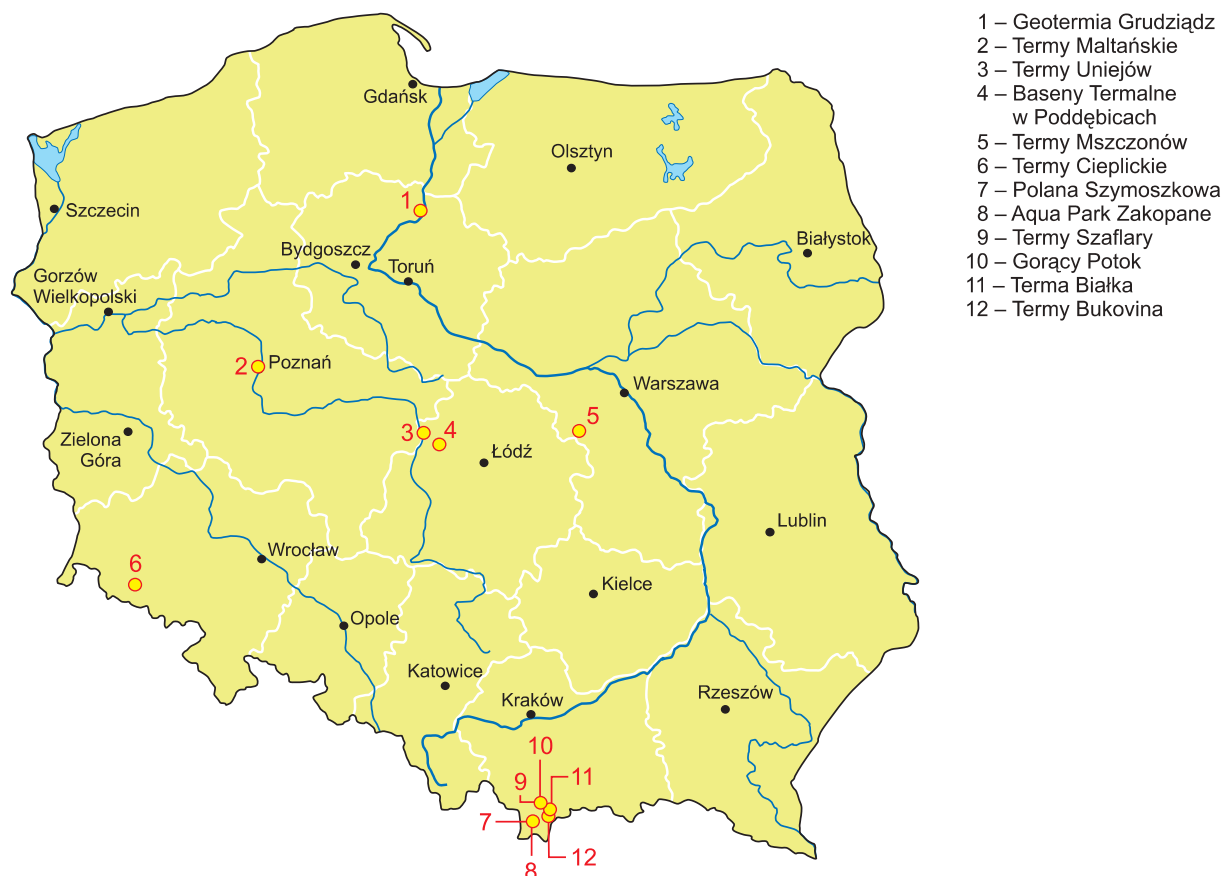 1 – Geotermia Grudziądz
2 – Termy Maltańskie
3 – Termy Uniejów
4 – Baseny Termalne
w Poddębicach
5 – Termy Mszczonów
6 – Termy Cieplickie
7 – Polana Szymoszkowa
8 – Aqua Park Zakopane
9 – Termy Szaflary
10 – Gorący Potok
11 – Terma Białka
12 – Termy Bukovina
Gdańsk
Olsztyn
1
Szczecin
Białystok
Bydgoszcz
Toruń
Gorzów
Wielkopolski
2
Poznań
Warszawa
3
4
5
Zielona
Góra
Łódź
Lublin
Wrocław
6
Kielce
Opole
Katowice
Kraków
Rzeszów
10
9
11
7
12
8